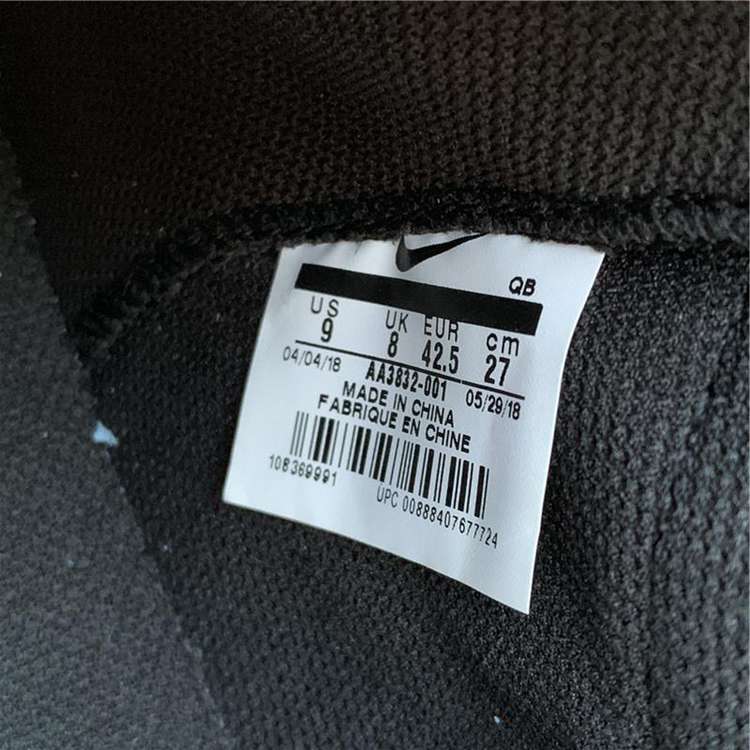 QB
US UK EUR cm
9 8 42.5 27
04/04/18 AA3832-001 05/29/18
MADE IN CHINA
FABRIQUE EN CHINE
108369991
UPC 00888407677724